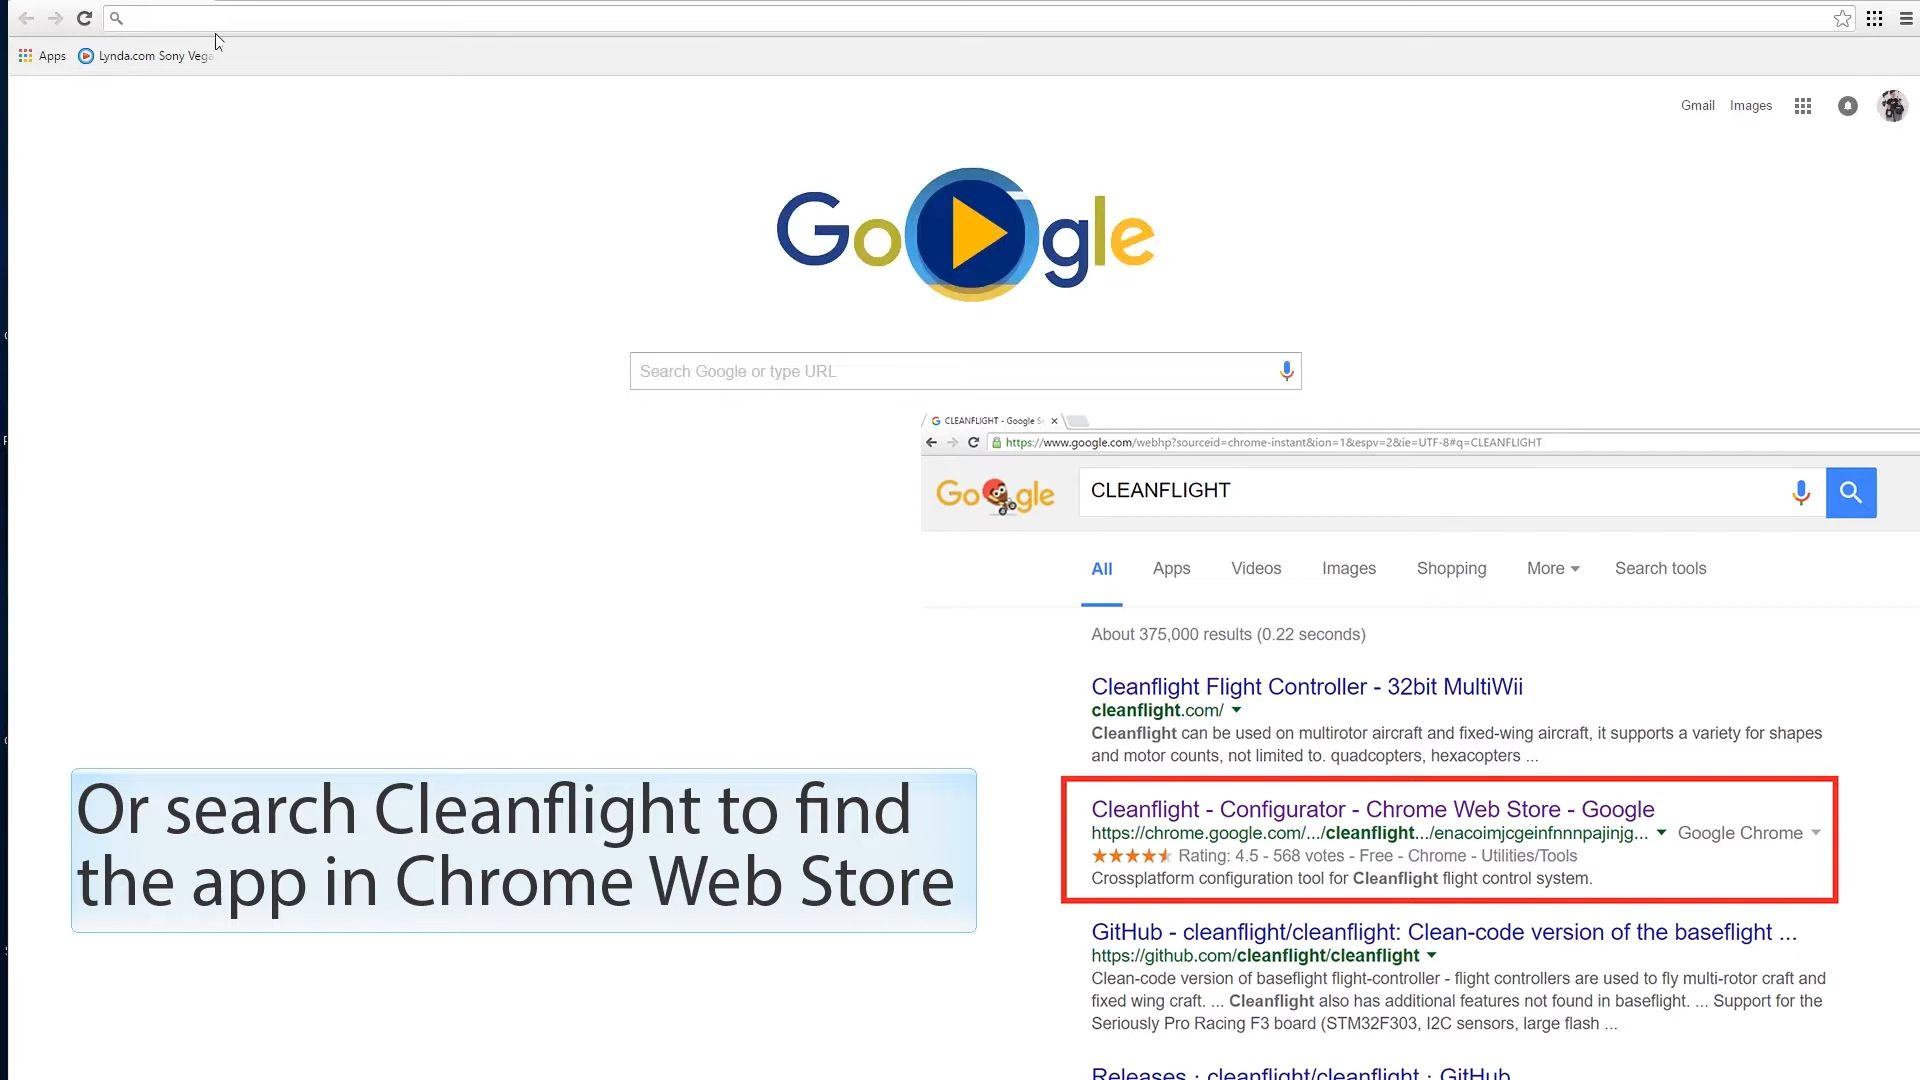 Apps Lynda.com Sony Vega
Gmail Images
Google
Search Google or type URL
CLEANFLIGHT - Google S
https://www.google.com/webhp?sourceid=chrome-instant&ion=1&espv=2&ie=UTF-8#q=CLEANFLIGHT
Google
CLEANFLIGHT
All Apps Videos Images Shopping More Search tools
About 375,000 results (0.22 seconds)
Cleanflight Flight Controller - 32bit MultiWii
cleanflight.com/
Cleanflight can be used on multirotor aircraft and fixed-wing aircraft, it supports a variety for shapes
and motor counts, not limited to. quadcopters, hexacopters ...
Or search Cleanflight to find
the app in Chrome Web Store
Cleanflight - Configurator - Chrome Web Store - Google
https://chrome.google.com/.../cleanflight.../enacoimjcgeinfnnnpajinjg... Google Chrome
Rating: 4.5 - 568 votes - Free - Chrome - Utilities/Tools
Crossplatform configuration tool for Cleanflight flight control system.
GitHub - cleanflight/cleanflight: Clean-code version of the baseflight ...
https://github.com/cleanflight/cleanflight
Clean-code version of baseflight flight-controller - flight controllers are used to fly multi-rotor craft and
fixed wing craft. ... Cleanflight also has additional features not found in baseflight. ... Support for the
Seriously Pro Racing F3 board (STM32F303, I2C sensors, large flash ...
Releases · cleanflight/cleanflight · GitHub